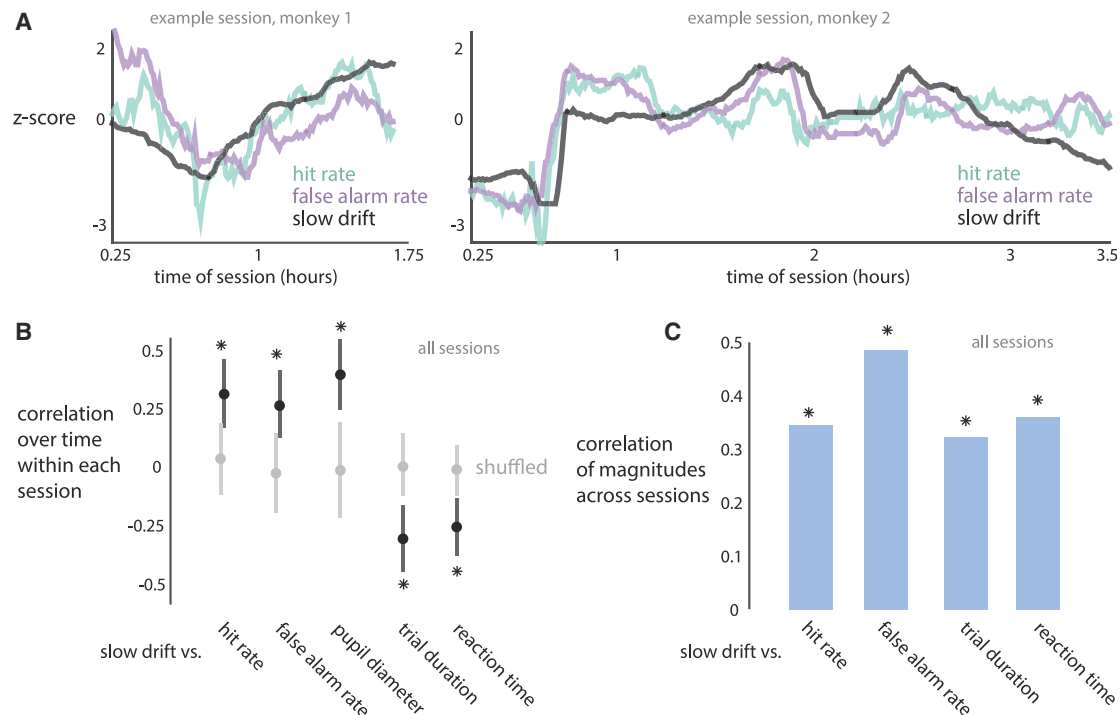 A
example session, monkey 1
example session, monkey 2
z-score
2
0
-3
hit rate
false alarm rate
slow drift
0.25
1
1.75
time of session (hours)
2
0
-3
hit rate
false alarm rate
slow drift
0.25
1
2
3
3.5
time of session (hours)
B
all sessions
correlation
over time
within each
session
0.5
0.25
0
-0.25
-0.5
*
*
*
*
*
shuffled
slow drift vs.
hit rate
false alarm rate
pupil diameter
trial duration
reaction time
C
all sessions
correlation
of magnitudes
across sessions
0.5
0.4
0.3
0.2
0.1
0
*
*
*
*
slow drift vs.
hit rate
false alarm rate
trial duration
reaction time